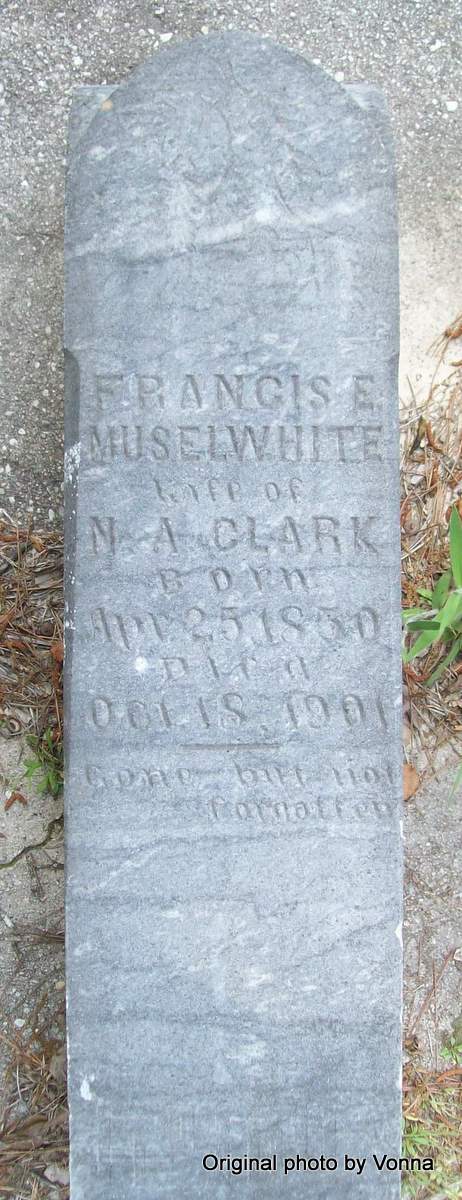 FRANCIS E
MUSELWHITE
Wife of
N. A. CLARK
Born
Apr 25 1850
Died
Oct 18, 1901
Gone but not
forgotten
Original photo by Vonna